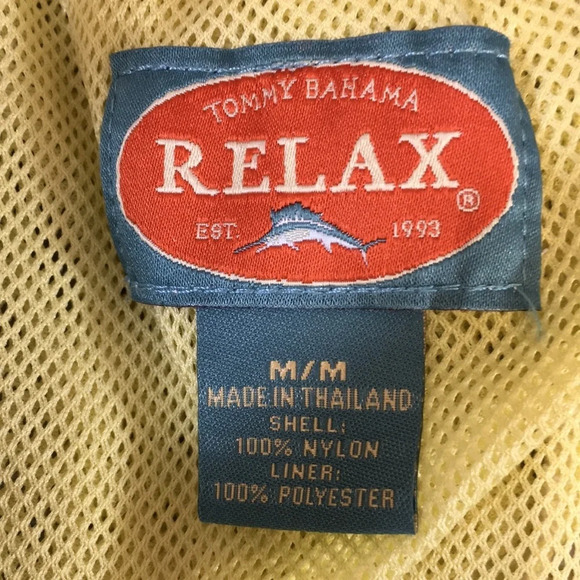 TOMMY BAHAMA
RELAX®
EST. 1993
M/M
MADE IN THAILAND
SHELL:
100% NYLON
LINER:
100% POLYESTER